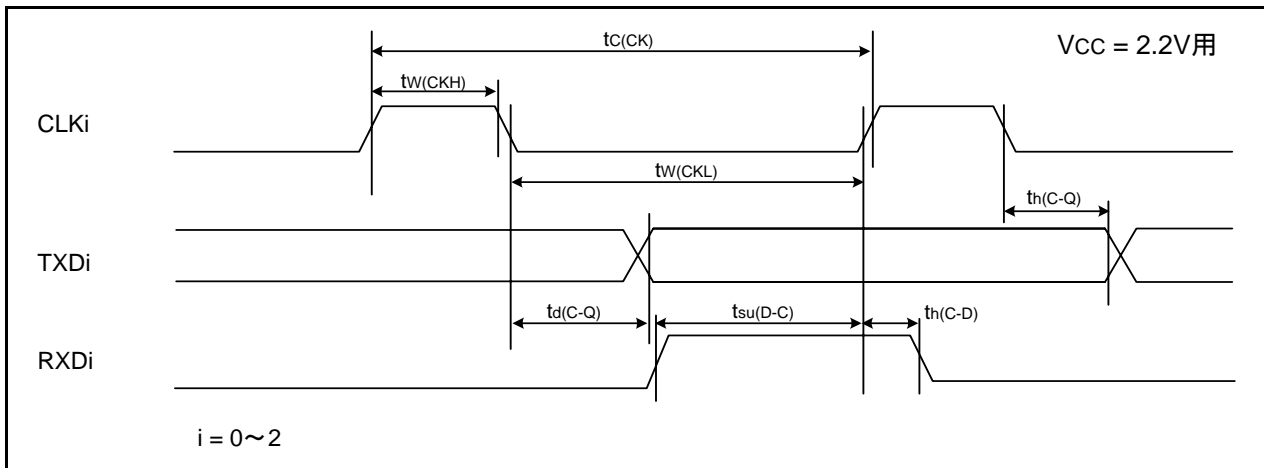 tC(CK)
VCC = 2.2V用
tW(CKH)
CLKi
tW(CKL)
th(C-Q)
TXDi
td(C-Q)
tsu(D-C)
th(C-D)
RXDi
i = 0～2